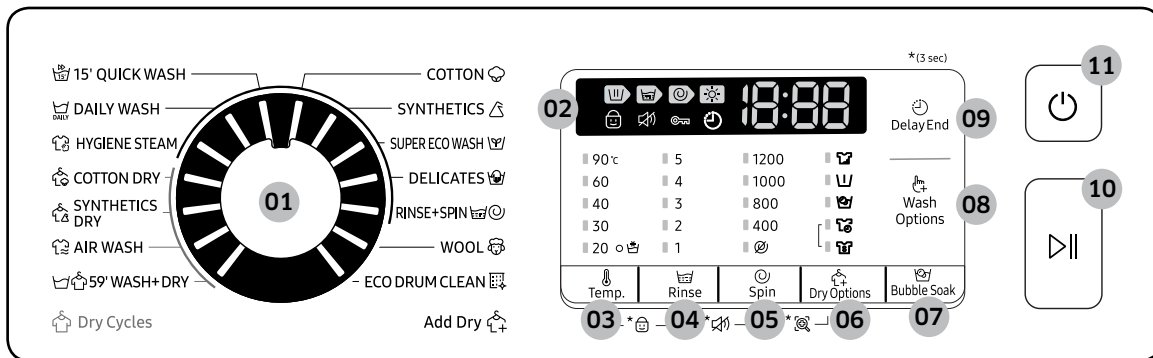 15' QUICK WASH
DAILY WASH
DAILY
HYGIENE STEAM
COTTON DRY
SYNTHETICS
DRY
AIR WASH
59' WASH+DRY
Dry Cycles
01
COTTON
SYNTHETICS
SUPER ECO WASH
DELICATES
RINSE+SPIN
WOOL
ECO DRUM CLEAN
Add Dry
02
18:88
90℃ 5 1200
60 4 1000
40 3 800
30 2 400
20 1
Temp. Rinse Spin Dry Options Bubble Soak
03 * 04 * 05 * 06 07
*(3 sec)
Delay End
09
Wash
Options
08
11
10